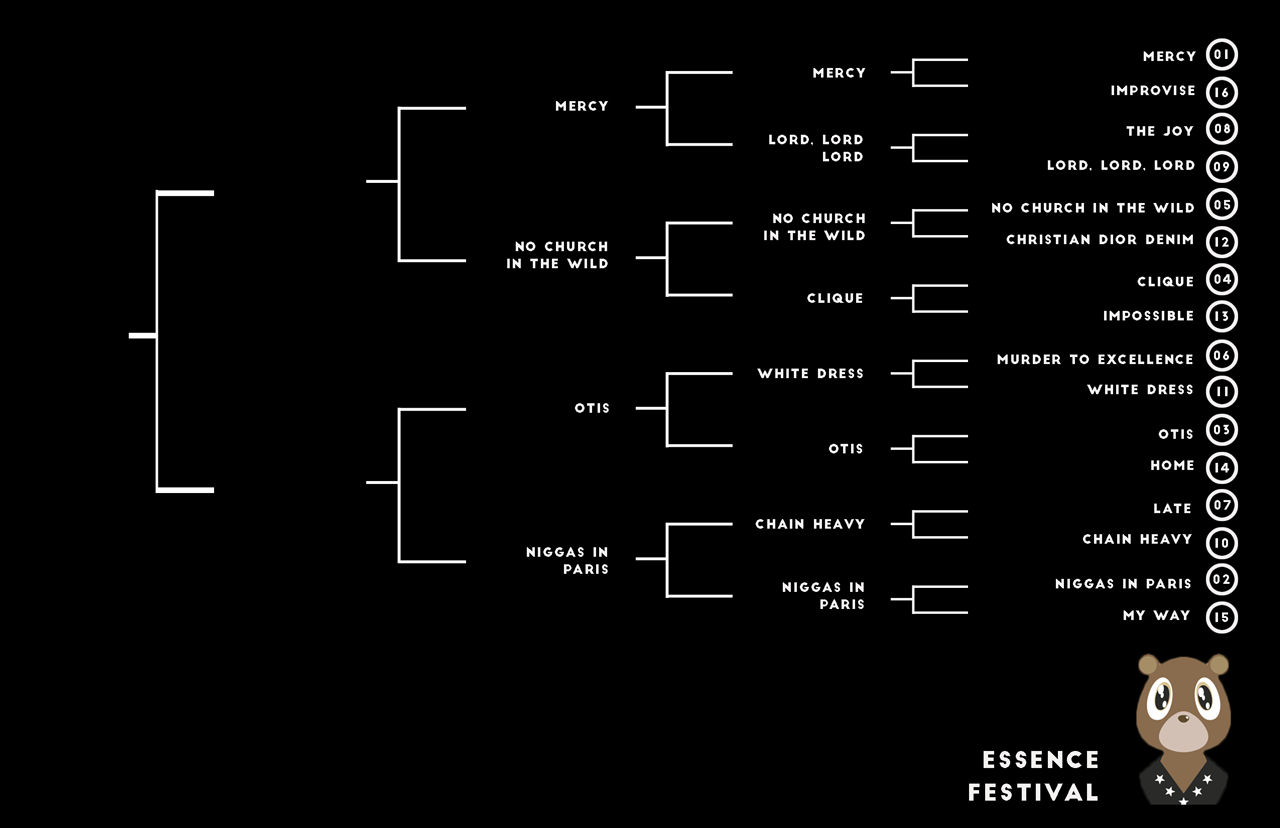 MERCY 01
IMPROVISE 16
THE JOY 08
LORD, LORD, LORD 09
NO CHURCH IN THE WILD 05
CHRISTIAN DIOR DENIM 12
CLIQUE 04
IMPOSSIBLE 13
MURDER TO EXCELLENCE 06
WHITE DRESS 11
OTIS 03
HOME 14
LATE 07
CHAIN HEAVY 10
NIGGAS IN PARIS 02
MY WAY 15
MERCY
LORD, LORD
LORD
NO CHURCH
IN THE WILD
CLIQUE
WHITE DRESS
OTIS
CHAIN HEAVY
NIGGAS IN
PARIS
MERCY
NO CHURCH
IN THE WILD
OTIS
NIGGAS IN
PARIS
ESSENCE
FESTIVAL